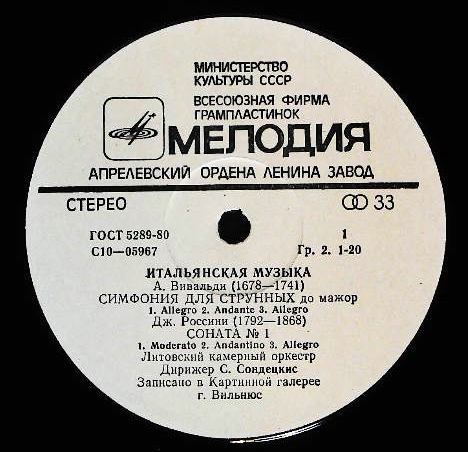 МИНИСТЕРСТВО
КУЛЬТУРЫ СССР
ВСЕСОЮЗНАЯ ФИРМА
ГРАМПЛАСТИНОК
МЕЛОДИЯ
АПРЕЛЕВСКИЙ ОРДЕНА ЛЕНИНА ЗАВОД
СТЕРЕО 33
ГОСТ 5289-80 1
С10—05967 Гр. 2. 1-20
ИТАЛЬЯНСКАЯ МУЗЫКА
А. Вивальди (1678—1741)
СИМФОНИЯ ДЛЯ СТРУННЫХ до мажор
1. Allegro 2. Andante 3. Allegro
Дж. Россини (1792—1868)
СОНАТА № 1
1. Moderato 2. Andantino 3. Allegro
Литовский камерный оркестр
Дирижер С. Сондецкис
Записано в Картинной галерее
г. Вильнюс